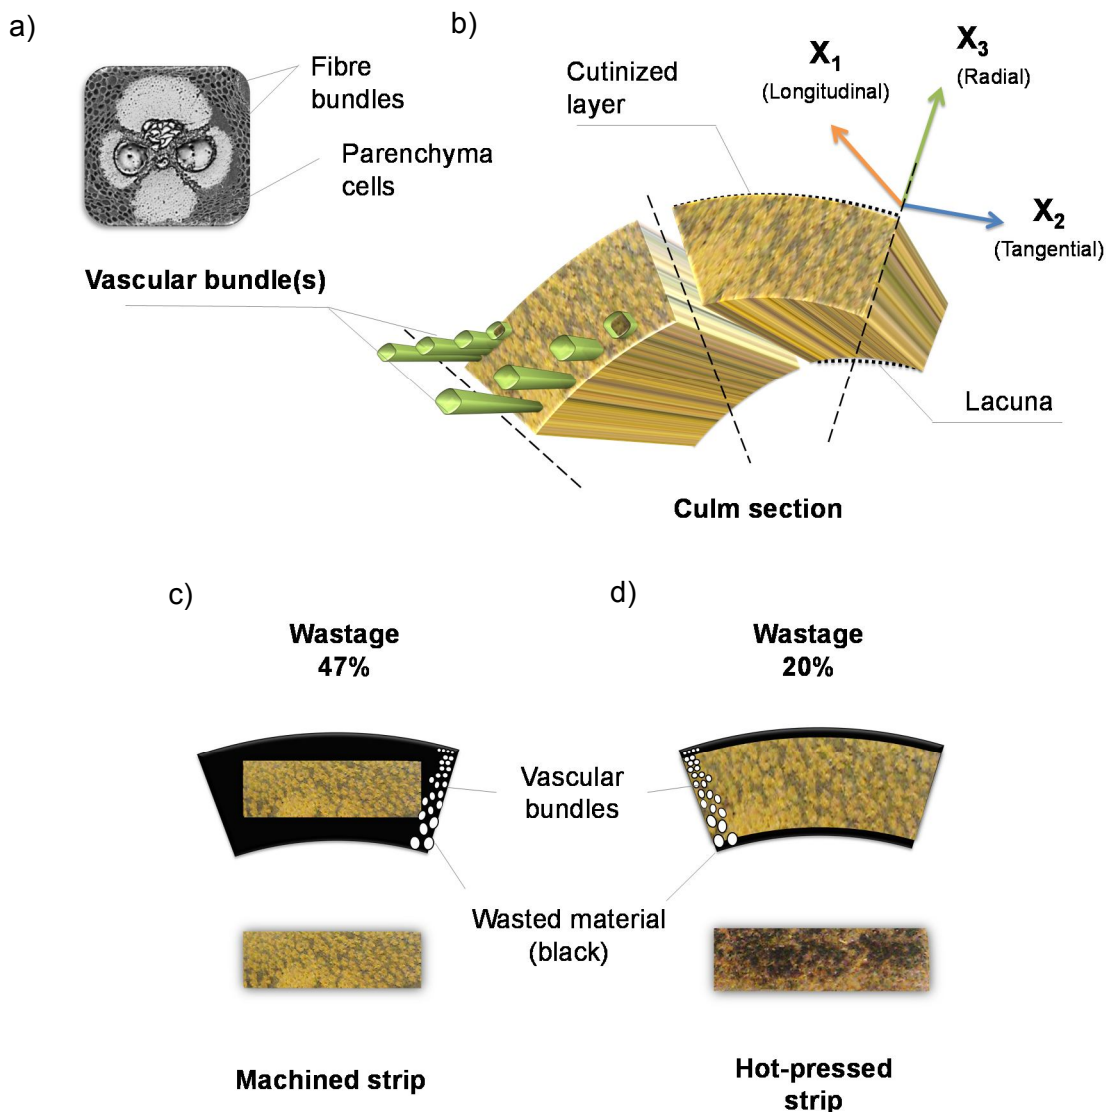 a)
Fibre
bundles
Parenchyma
cells
Vascular bundle(s)
b)
Cutinized
layer
X1
(Longitudinal)
X3
(Radial)
X2
(Tangential)
Lacuna
Culm section
c)
Wastage
47%
d)
Wastage
20%
Vascular
bundles
Wasted material
(black)
Machined strip
Hot-pressed
strip